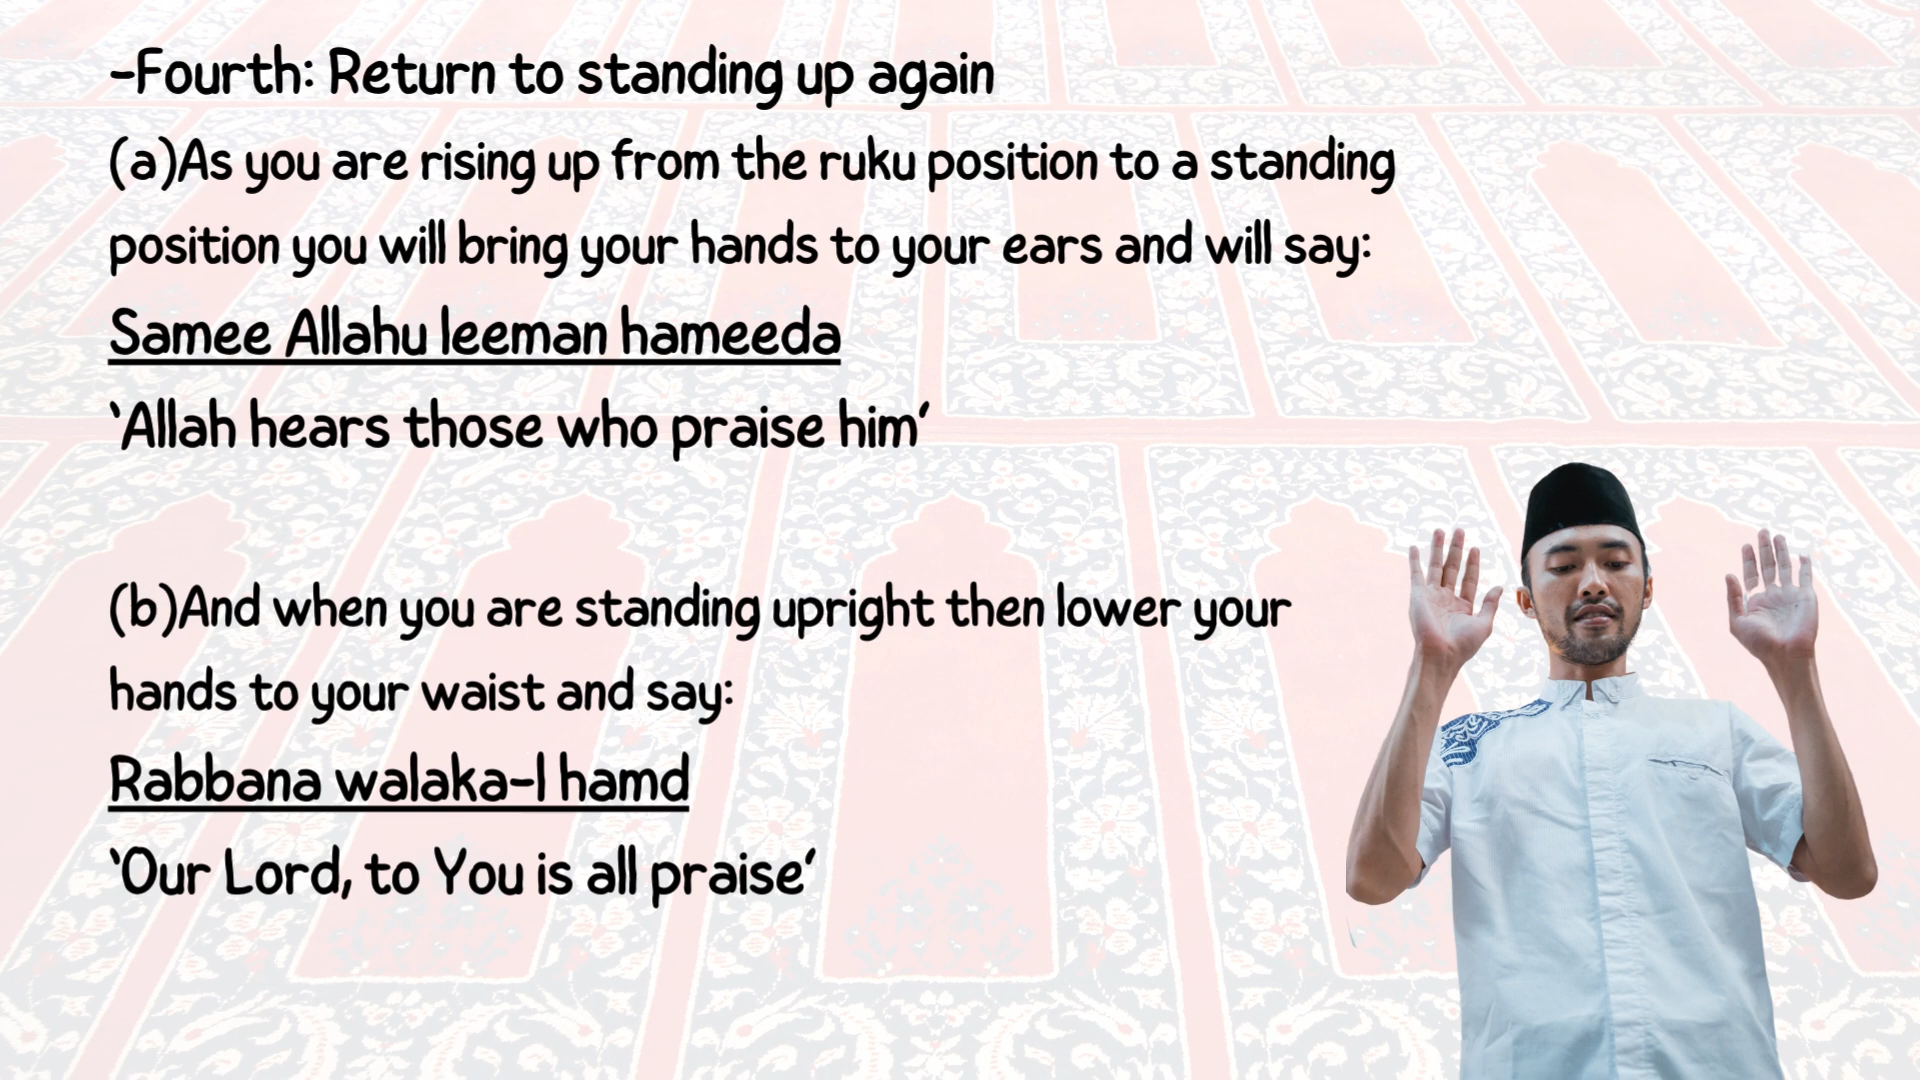 -Fourth: Return to standing up again
(a)As you are rising up from the ruku position to a standing
position you will bring your hands to your ears and will say:
Samee Allahu leeman hameeda
‘Allah hears those who praise him’
(b)And when you are standing upright then lower your
hands to your waist and say:
Rabbana walaka-l hamd
‘Our Lord, to You is all praise’